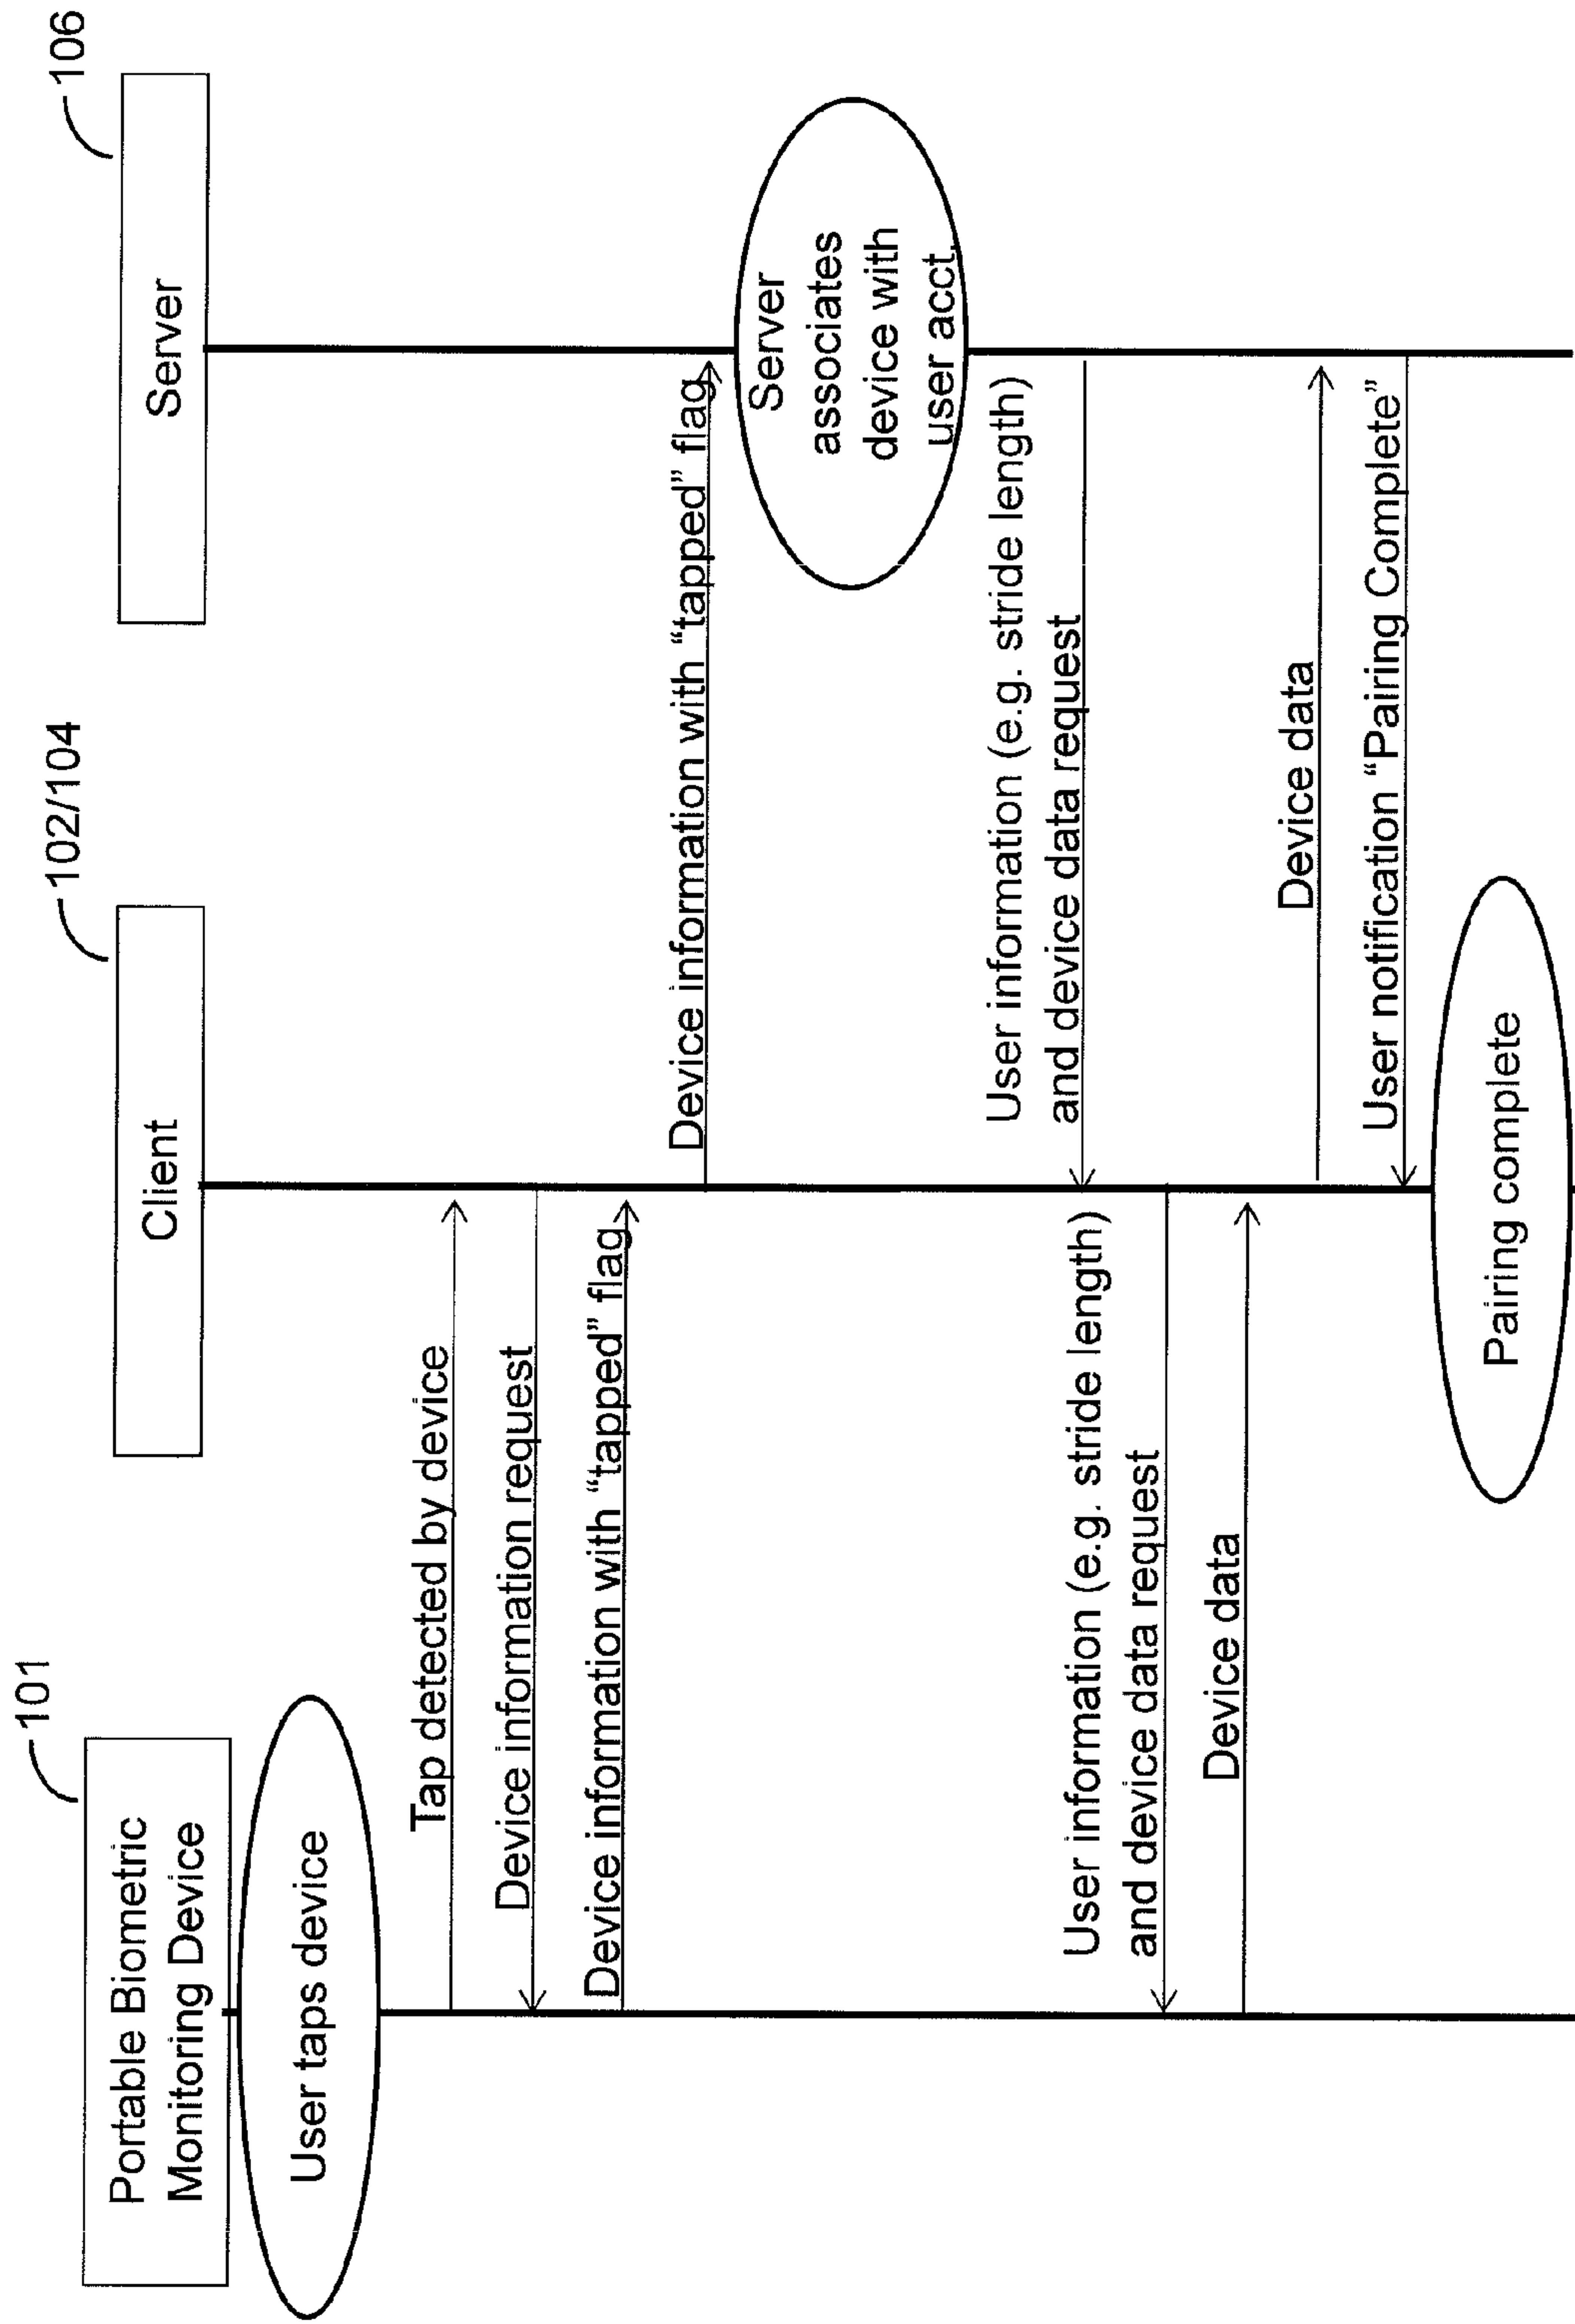 101
Portable Biometric
Monitoring Device
102/104
Client
106
Server
User taps device
Tap detected by device
Device information request
Device information with “tapped” flag
Device information with “tapped” flag
Server
associates
device with
user acct.
User information (e.g. stride length)
and device data request
User information (e.g. stride length)
and device data request
Device data
Device data
User notification “Pairing Complete”
Pairing complete